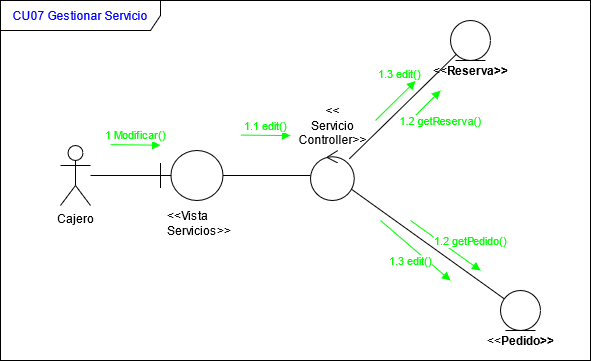 CU07 Gestionar Servicio
<<Reserva>>
1.3 edit()
1.2 getReserva()
<<
Servicio
Controller>>
1.1 edit()
1 Modificar()
Cajero
<<Vista
Servicios>>
1.2 getPedido()
1.3 edit()
<<Pedido>>